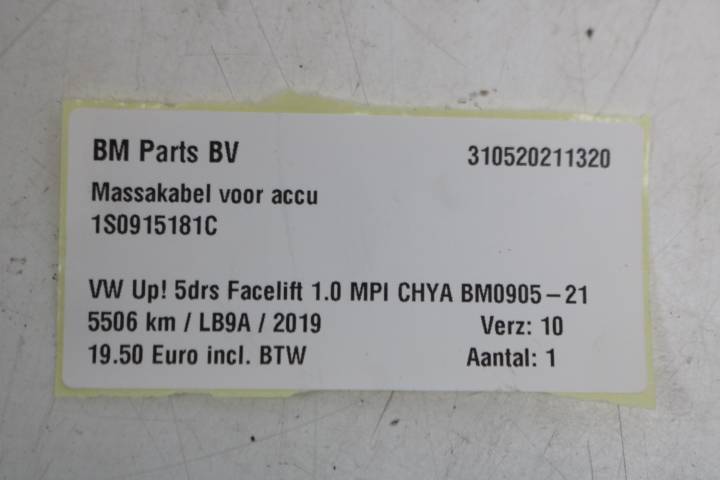 BM Parts BV 310520211320
Massakabel voor accu
1S0915181C
VW Up! 5drs Facelift 1.0 MPI CHYA BM0905-21
5506 km / LB9A / 2019 Verz: 10
19.50 Euro incl. BTW Aantal: 1